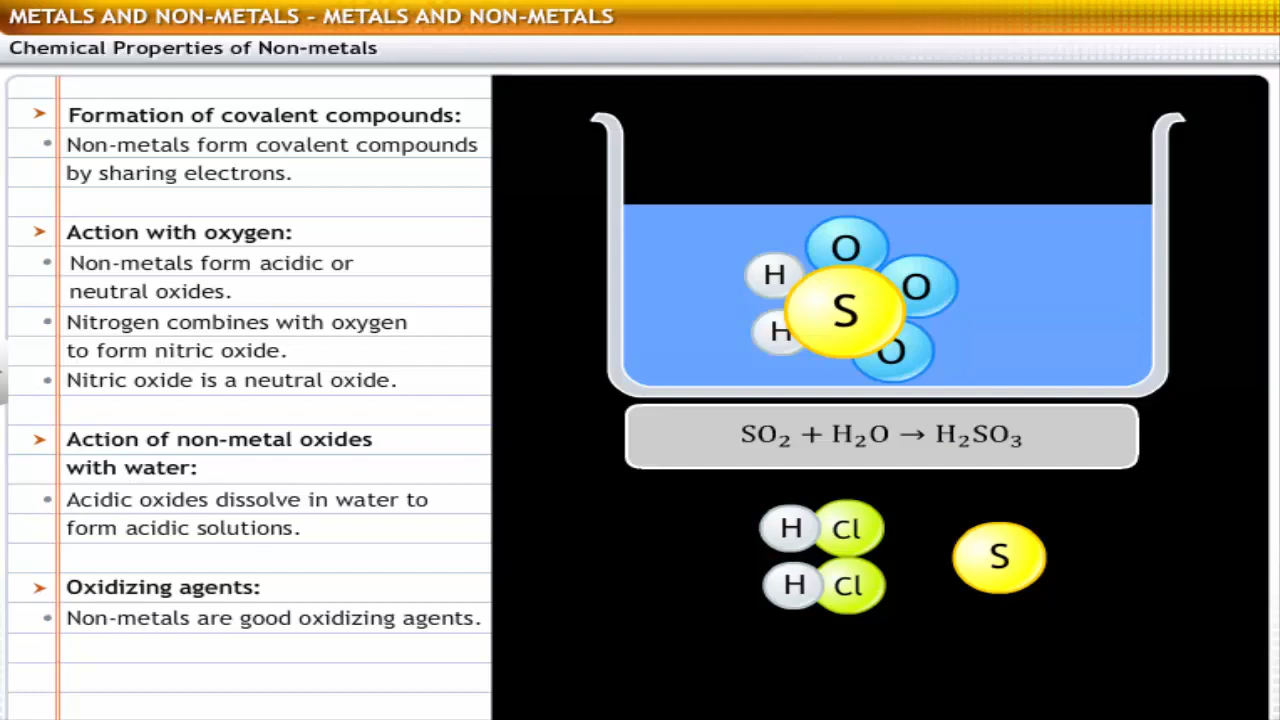 METALS AND NON-METALS – METALS AND NON-METALS
Chemical Properties of Non-metals
Formation of covalent compounds:
Non-metals form covalent compounds
by sharing electrons.
Action with oxygen:
Non-metals form acidic or
neutral oxides.
Nitrogen combines with oxygen
to form nitric oxide.
Nitric oxide is a neutral oxide.
Action of non-metal oxides
with water:
Acidic oxides dissolve in water to
form acidic solutions.
Oxidizing agents:
Non-metals are good oxidizing agents.
O
H
O
S
H
O
SO₂ + H₂O → H₂SO₃
H Cl
S
H Cl